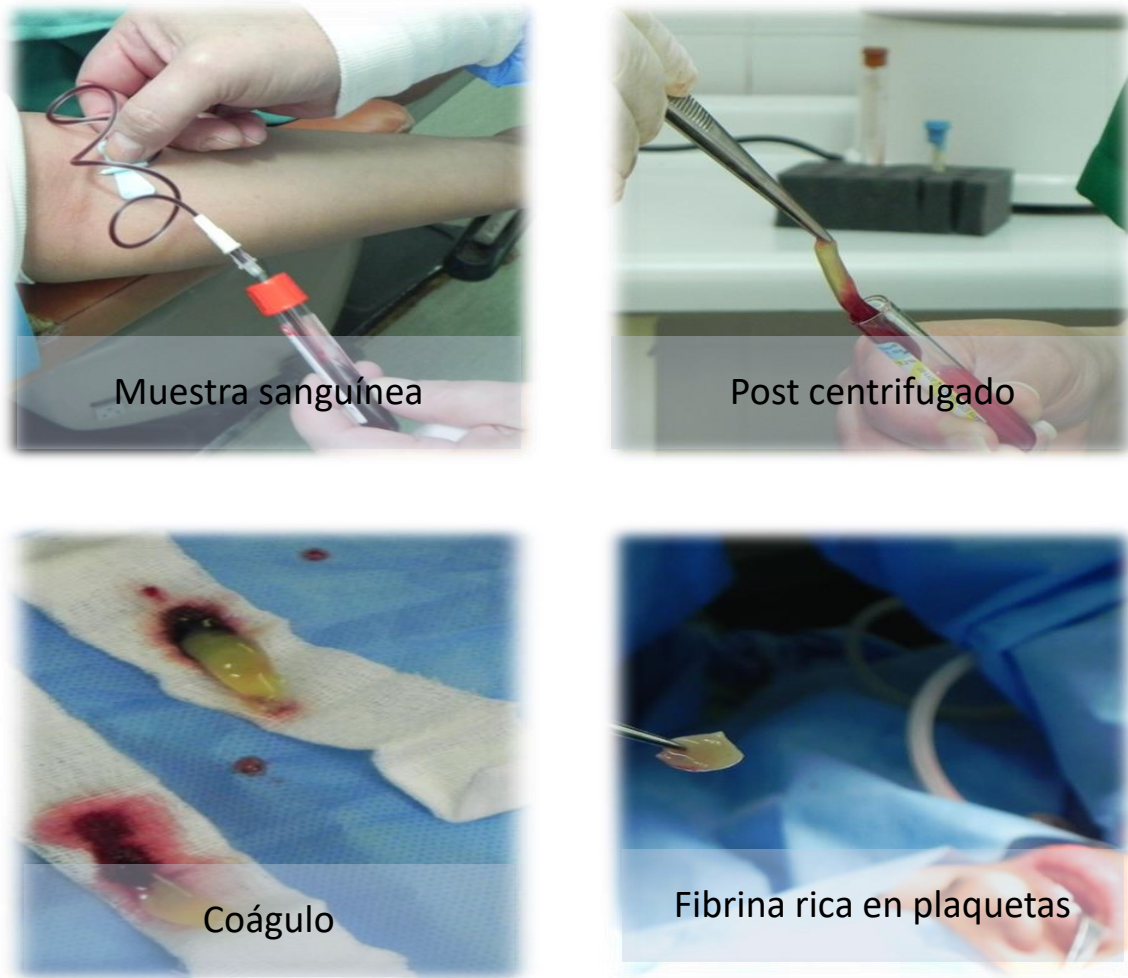 Muestra sanguínea
Post centrifugado
Coágulo
Fibrina rica en plaquetas